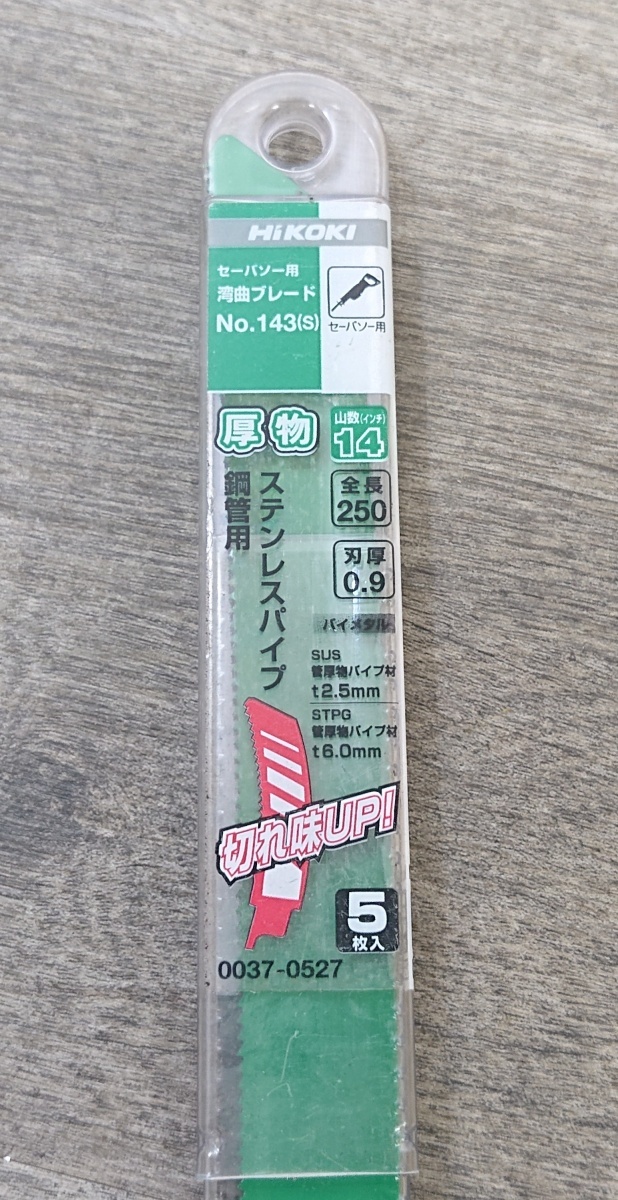 HiKOKI
セーバソー用
湾曲ブレード
No.143(S)
セーバソー用
厚物
山数(インチ)
14
ステンレスパイプ
鋼管用
全長
250
刃厚
0.9
バイメタル
SUS
管厚物パイプ材
t2.5mm
STPG
管厚物パイプ材
t6.0mm
切れ味UP!
5
枚入
0037-0527